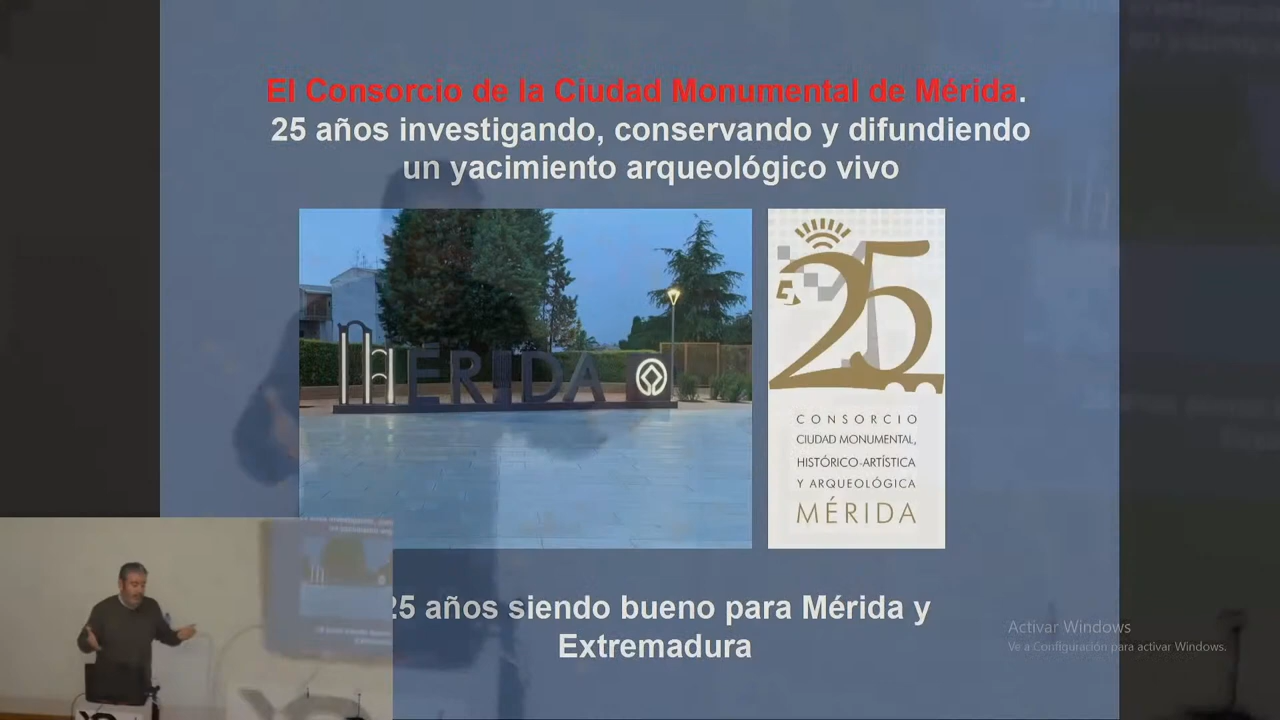 El Consorcio de la Ciudad Monumental de Mérida.
25 años investigando, conservando y difundiendo
un yacimiento arqueológico vivo
MÉRIDA
25
CONSORCIO
CIUDAD MONUMENTAL,
HISTÓRICO-ARTÍSTICA
Y ARQUEOLÓGICA
MÉRIDA
25 años siendo bueno para Mérida y
Extremadura
Activar Windows
Ve a Configuración para activar Windows.